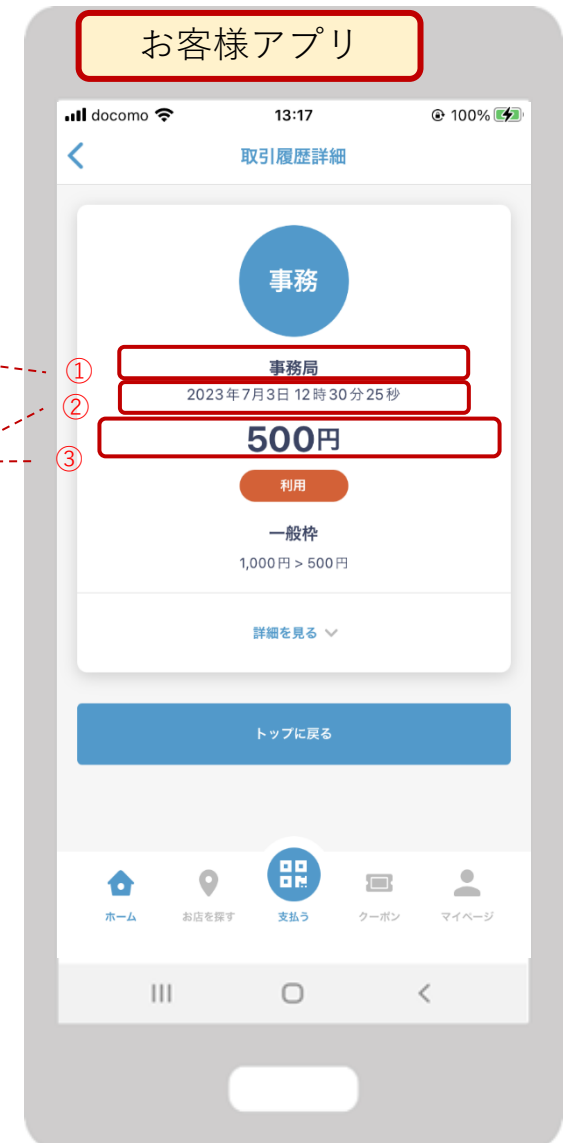 お客様アプリ
docomo 13:17 100%
取引履歴詳細
事務
① 事務局
② 2023年7月3日 12時30分25秒
③ 500円
利用
一般枠
1,000円 > 500円
詳細を見る
トップに戻る
ホーム お店を探す 支払う クーポン マイページ